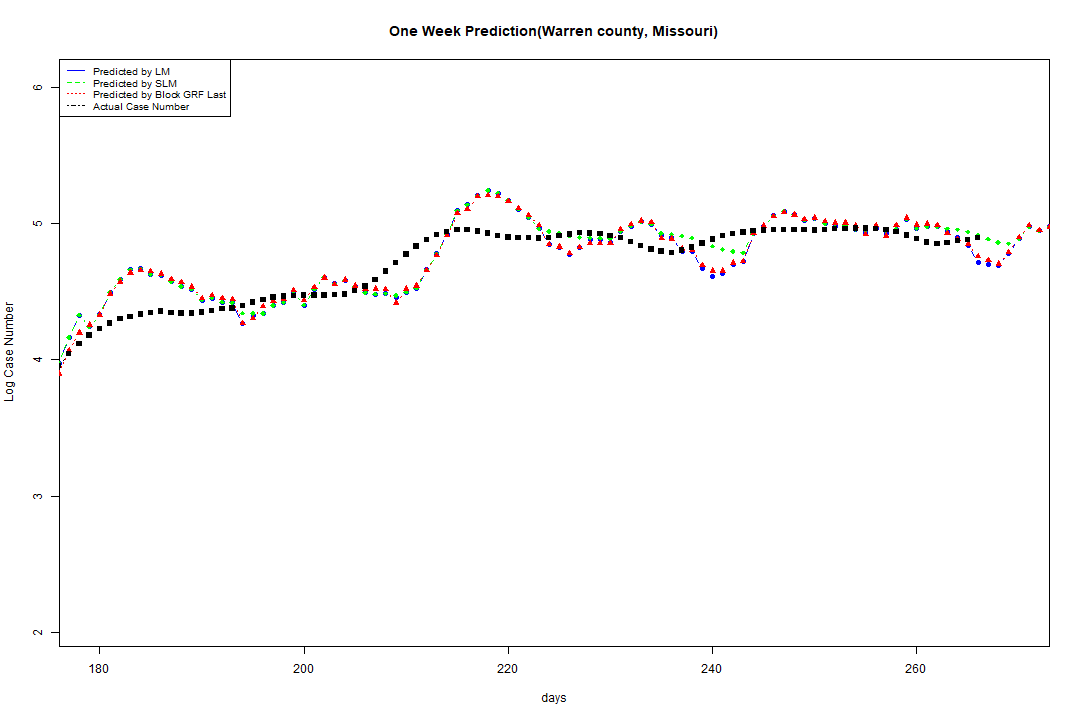 One Week Prediction(Warren county, Missouri)
Predicted by LM
Predicted by SLM
Predicted by Block GRF Last
Actual Case Number
6
5
4
3
2
Log Case Number
180 200 220 240 260
days